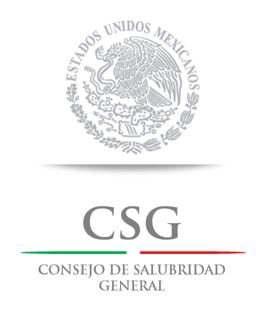 ESTADOS UNIDOS MEXICANOS
CSG
CONSEJO DE SALUBRIDAD
GENERAL